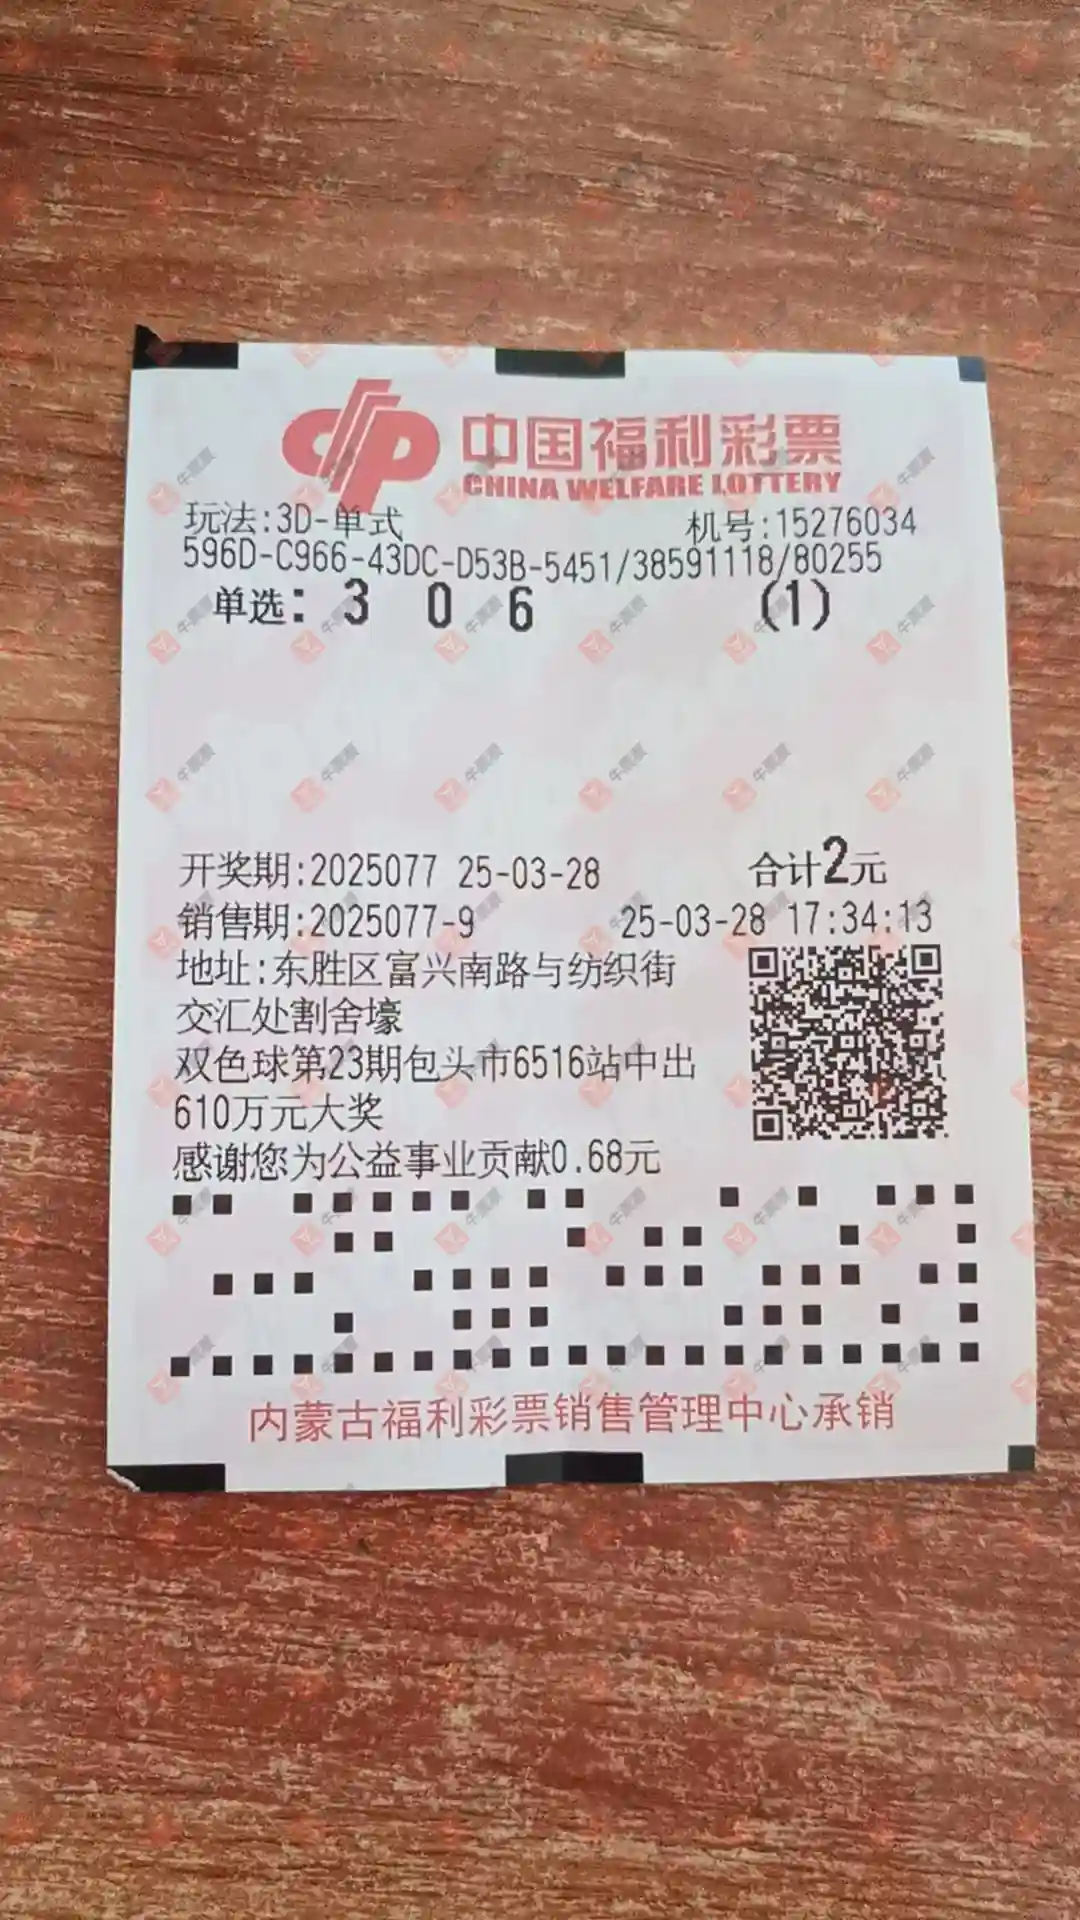 中国福利彩票
CHINA WELFARE LOTTERY
玩法:3D-单式 机号:15276034
596D-C966-43DC-D53B-5451/38591118/80255
单选: 3 0 6 (1)
开奖期:2025077 25-03-28 合计2元
销售期:2025077-9 25-03-28 17:34:13
地址:东胜区富兴南路与纺织街
交汇处割舍壕
双色球第23期包头市6516站中出
610万元大奖
感谢您为公益事业贡献0.68元
内蒙古福利彩票销售管理中心承销